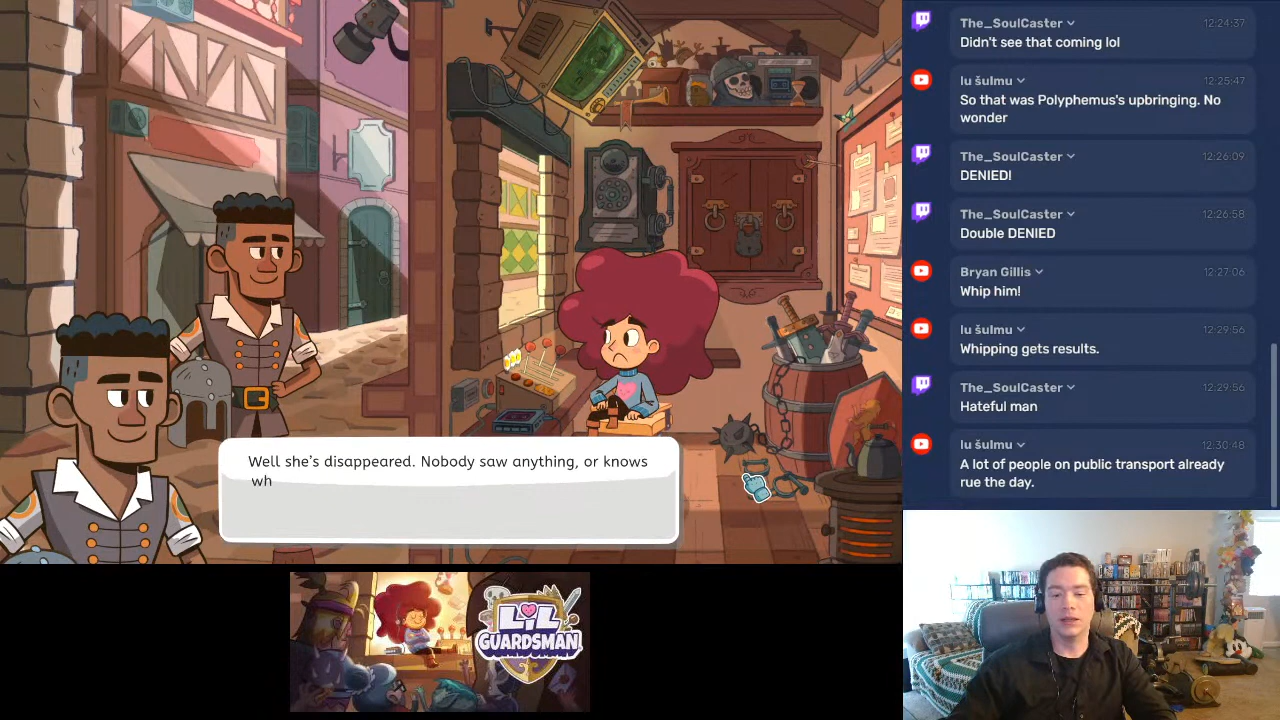 Well she's disappeared. Nobody saw anything, or knows
wh
LIL
GUARDSMAN
The_SoulCaster 12:24:37
Didn't see that coming lol
lu šulmu 12:25:47
So that was Polyphemus's upbringing. No
wonder
The_SoulCaster 12:26:09
DENIED!
The_SoulCaster 12:26:58
Double DENIED
Bryan Gillis 12:27:06
Whip him!
lu šulmu 12:29:56
Whipping gets results.
The_SoulCaster 12:29:56
Hateful man
lu šulmu 12:30:48
A lot of people on public transport already
rue the day.